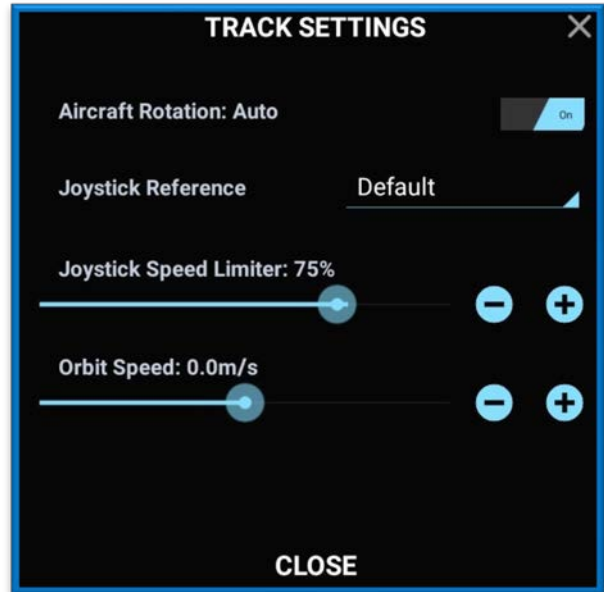 TRACK SETTINGS
Aircraft Rotation: Auto
On
Joystick Reference
Default
Joystick Speed Limiter: 75%
Orbit Speed: 0.0m/s
CLOSE